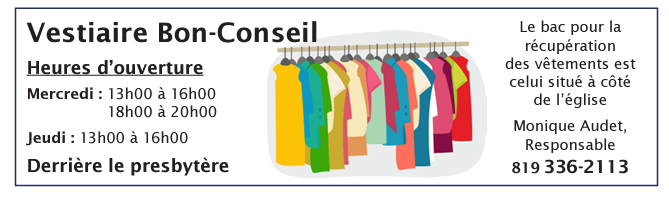 Vestiaire Bon-Conseil
Heures d'ouverture
Mercredi : 13h00 à 16h00
18h00 à 20h00
Jeudi : 13h00 à 16h00
Derrière le presbytère
Le bac pour la
récupération
des vêtements est
celui situé à côté
de l'église
Monique Audet,
Responsable
819 336-2113